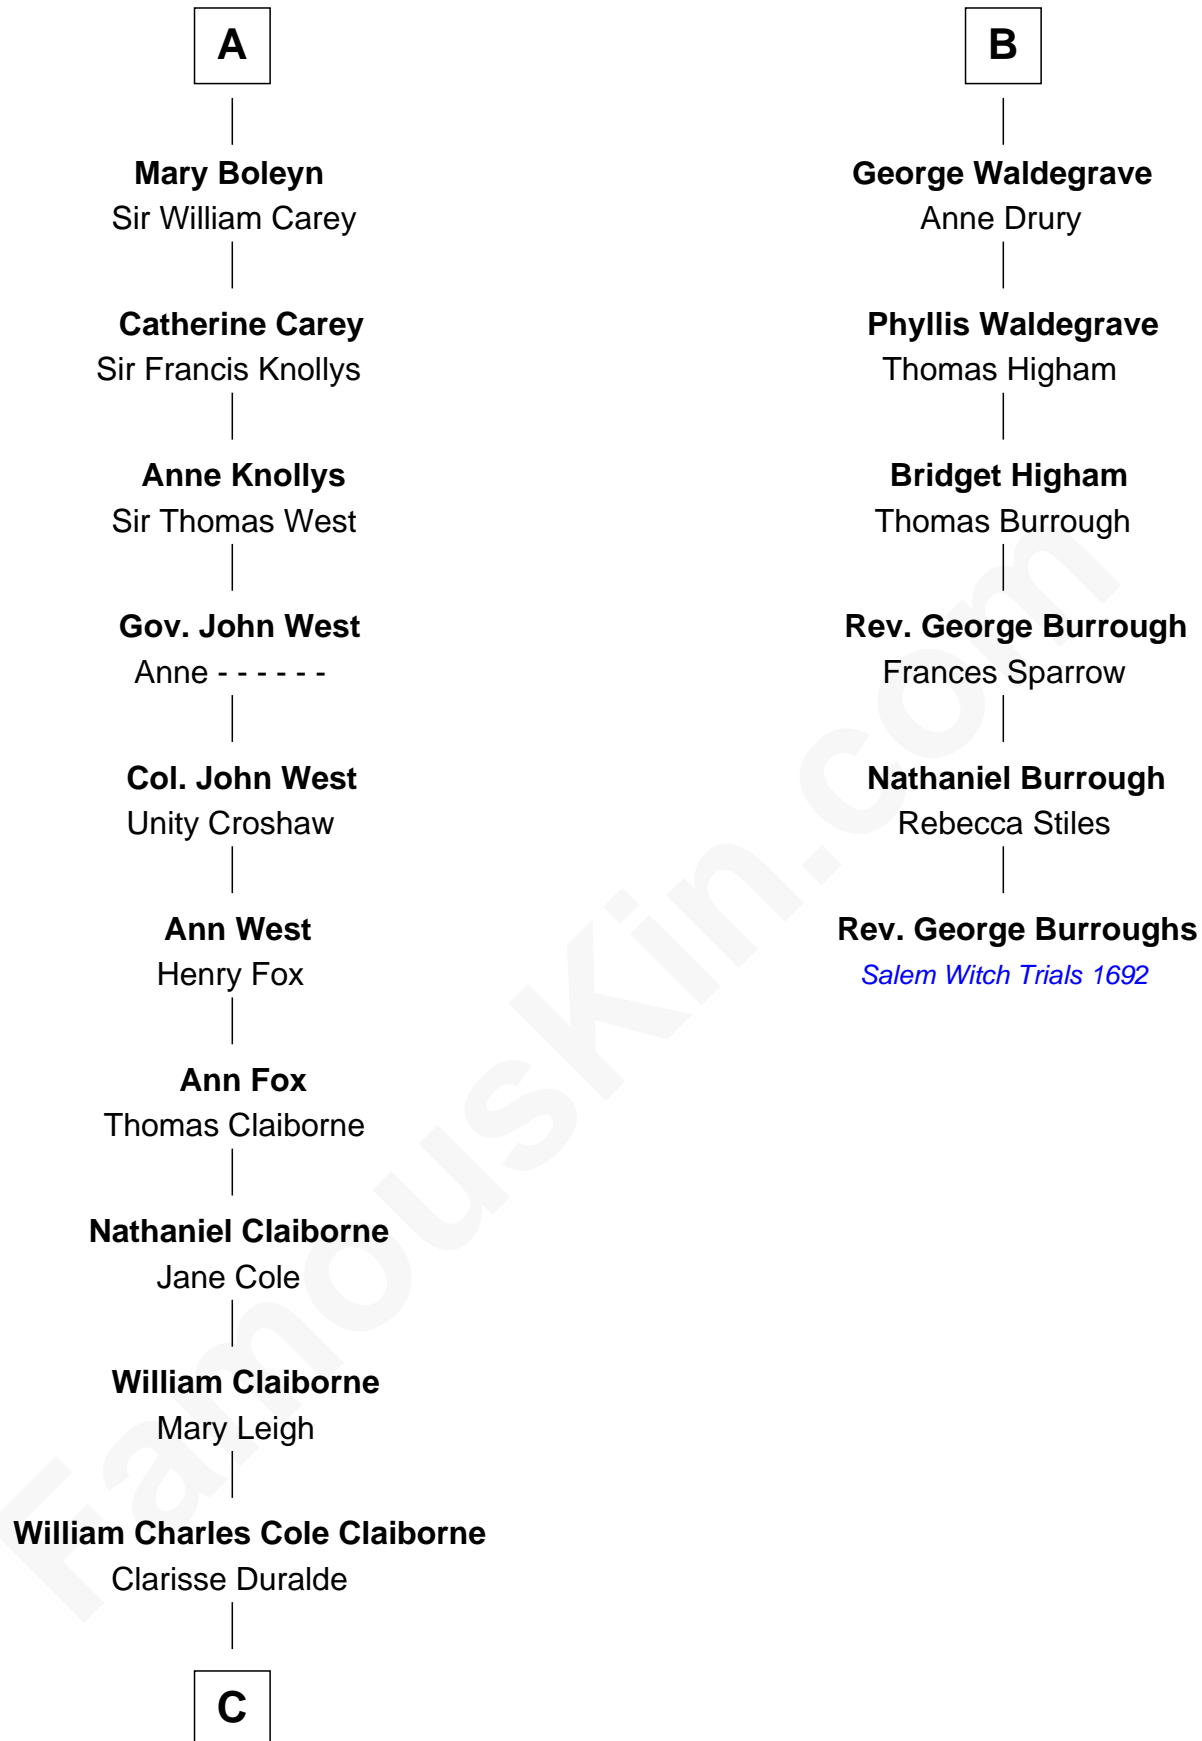 A
Mary Boleyn
Sir William Carey
Catherine Carey
Sir Francis Knollys
Anne Knollys
Sir Thomas West
Gov. John West
Anne - - - - - -
Col. John West
Unity Croshaw
Ann West
Henry Fox
Ann Fox
Thomas Claiborne
Nathaniel Claiborne
Jane Cole
William Claiborne
Mary Leigh
William Charles Cole Claiborne
Clarisse Duralde
C
B
George Waldegrave
Anne Drury
Phyllis Waldegrave
Thomas Higham
Bridget Higham
Thomas Burrough
Rev. George Burrough
Frances Sparrow
Nathaniel Burrough
Rebecca Stiles
Rev. George Burroughs
Salem Witch Trials 1692
FamousKin.com